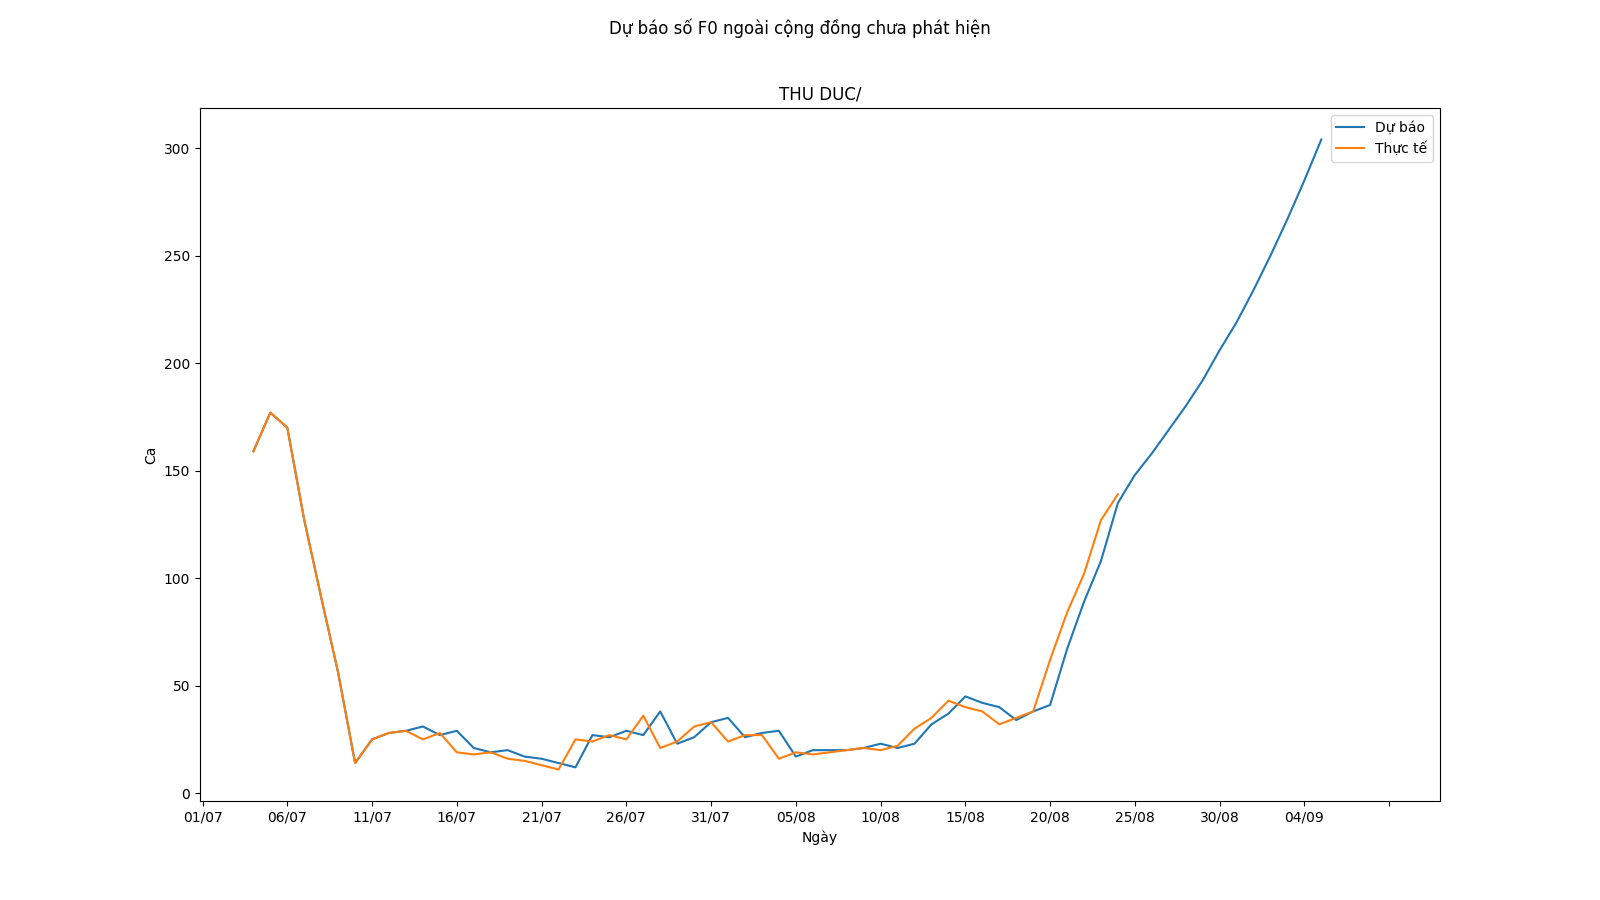 Dự báo số F0 ngoài cộng đồng chưa phát hiện
THU DUC/
Dự báo
Thực tế
300
250
200
150
100
50
0
Ca
01/07 06/07 11/07 16/07 21/07 26/07 31/07 05/08 10/08 15/08 20/08 25/08 30/08 04/09
Ngày